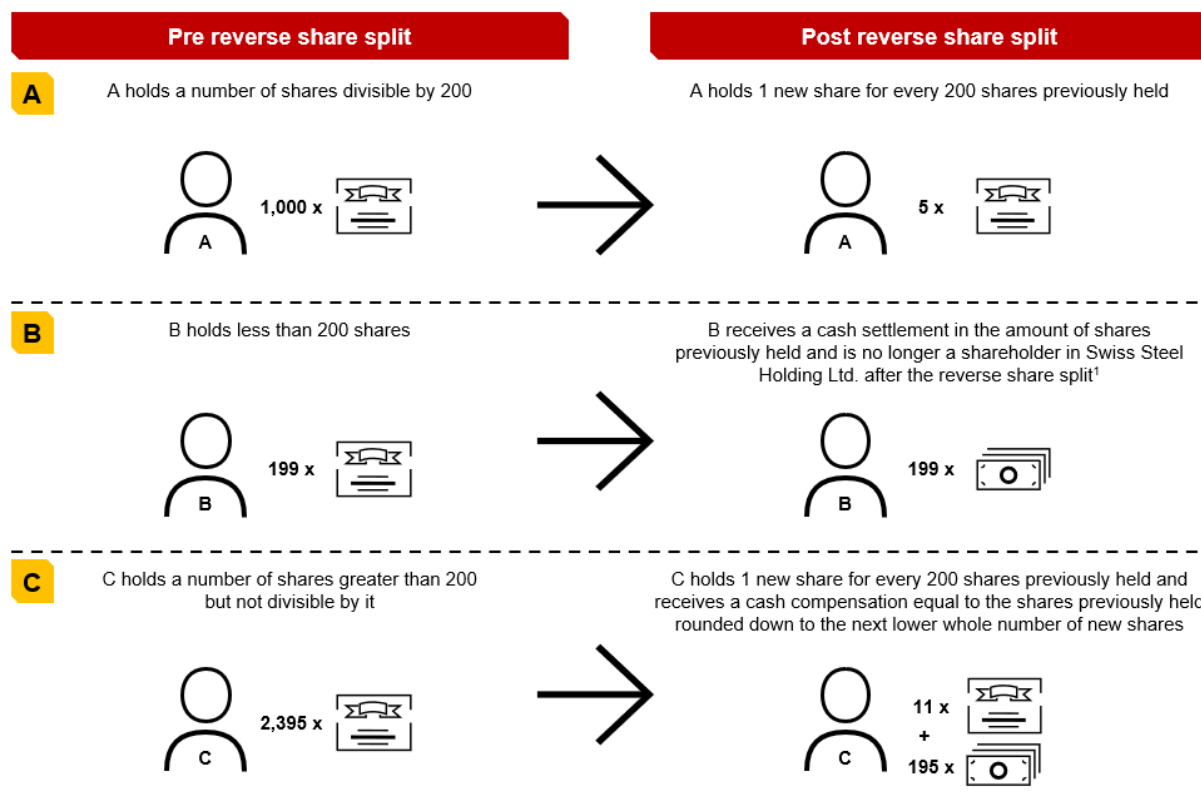 Pre reverse share split
Post reverse share split
A
A holds a number of shares divisible by 200
A holds 1 new share for every 200 shares previously held
1,000 x
A
5 x
A
B
B holds less than 200 shares
B receives a cash settlement in the amount of shares
previously held and is no longer a shareholder in Swiss Steel
Holding Ltd. after the reverse share split¹
199 x
B
199 x
B
C
C holds a number of shares greater than 200
but not divisible by it
C holds 1 new share for every 200 shares previously held and
receives a cash compensation equal to the shares previously held
rounded down to the next lower whole number of new shares
2,395 x
C
11 x
+
195 x
C